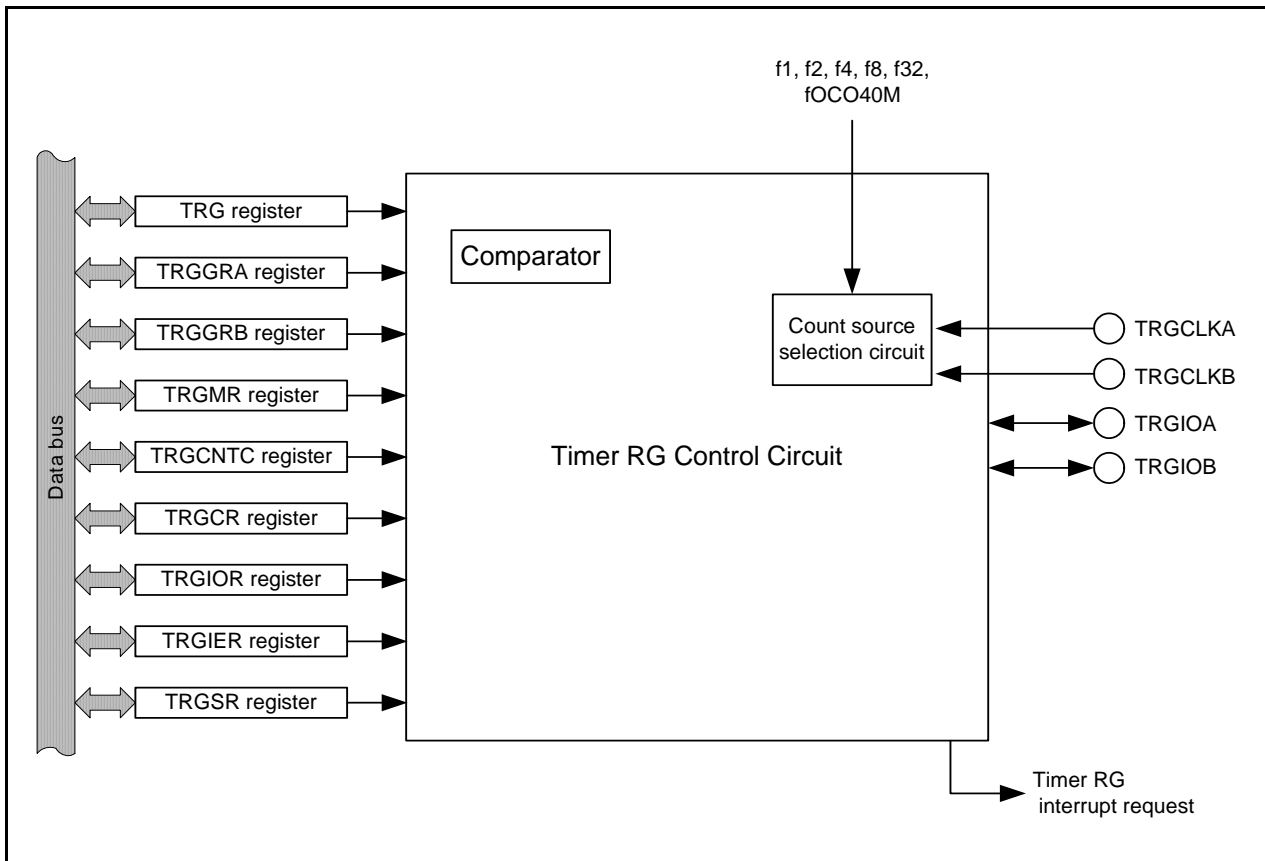 f1, f2, f4, f8, f32,
fOCO40M
Data bus
TRG register
TRGGRA register
TRGGRB register
TRGMR register
TRGCNTC register
TRGCR register
TRGIOR register
TRGIER register
TRGSR register
Comparator
Count source
selection circuit
Timer RG Control Circuit
TRGCLKA
TRGCLKB
TRGIOA
TRGIOB
Timer RG
interrupt request